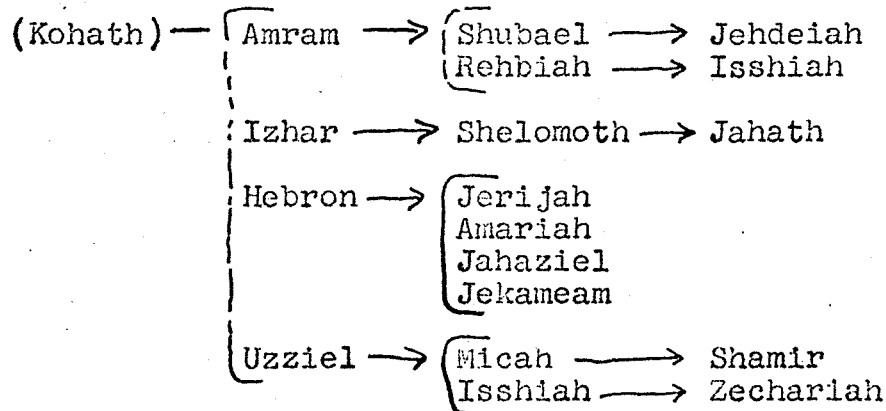 (Kohath) — Amram → Shubael → Jehdeiah
Rehbiah → Isshiah
Izhar → Shelomoth → Jahath
Hebron → Jerijah
Amariah
Jahaziel
Jekameam
Uzziel → Micah → Shamir
Isshiah → Zechariah